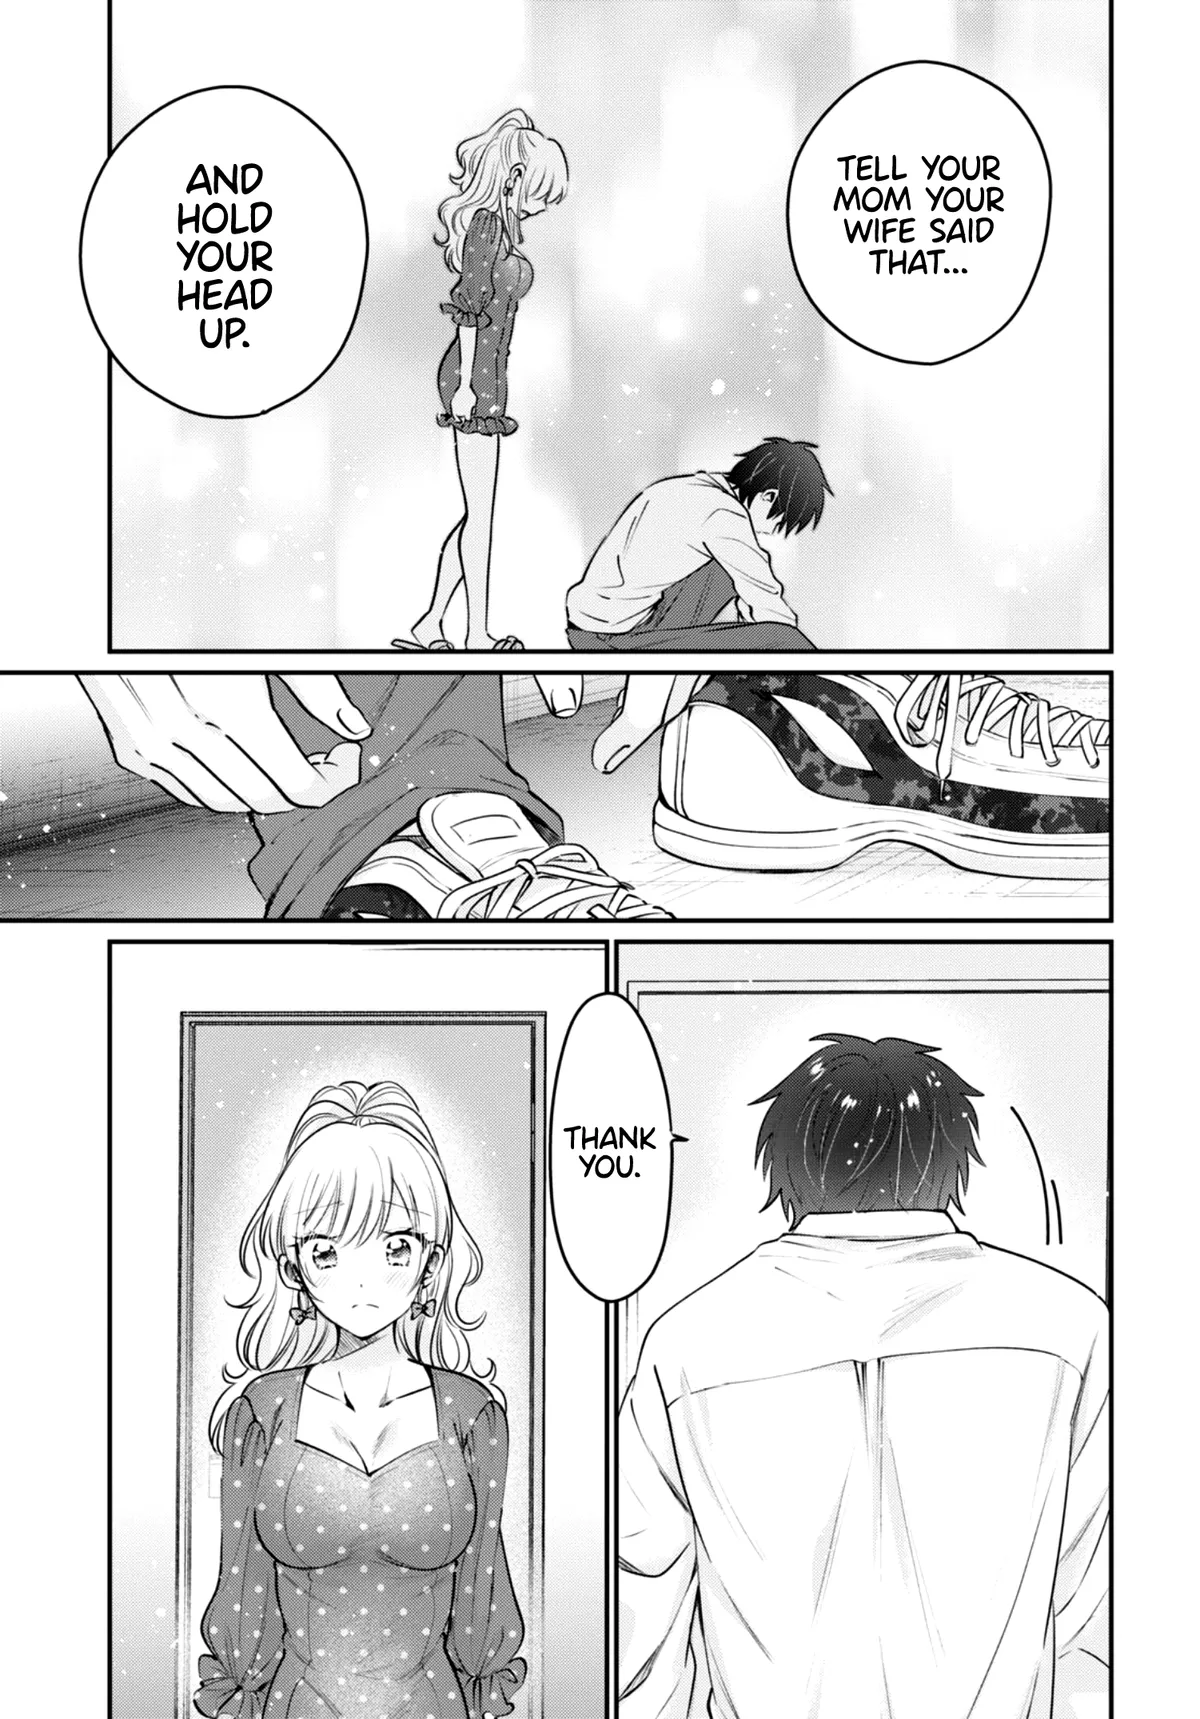 TELL YOUR
MOM YOUR
WIFE SAID
THAT...
AND
HOLD
YOUR
HEAD
UP.
THANK
YOU.